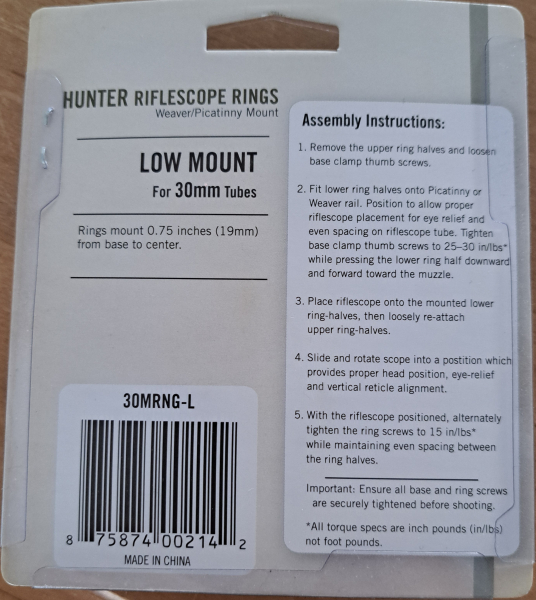 HUNTER RIFLESCOPE RINGS
Weaver/Picatinny Mount
LOW MOUNT
For 30mm Tubes
Rings mount 0.75 inches (19mm)
from base to center.
30MRNG-L
8 75874 00214 2
MADE IN CHINA
Assembly Instructions:
1. Remove the upper ring halves and loosen
base clamp thumb screws.
2. Fit lower ring halves onto Picatinny or
Weaver rail. Position to allow proper
riflescope placement for eye relief and
even spacing on riflescope tube. Tighten
base clamp thumb screws to 25–30 in/lbs*
while pressing the lower ring half downward
and forward toward the muzzle.
3. Place riflescope onto the mounted lower
ring-halves, then loosely re-attach
upper ring-halves.
4. Slide and rotate scope into a postition which
provides proper head position, eye-relief
and vertical reticle alignment.
5. With the riflescope positioned, alternately
tighten the ring screws to 15 in/lbs*
while maintaining even spacing between
the ring halves.
Important: Ensure all base and ring screws
are securely tightened before shooting.
*All torque specs are inch pounds (in/lbs)
not foot pounds.